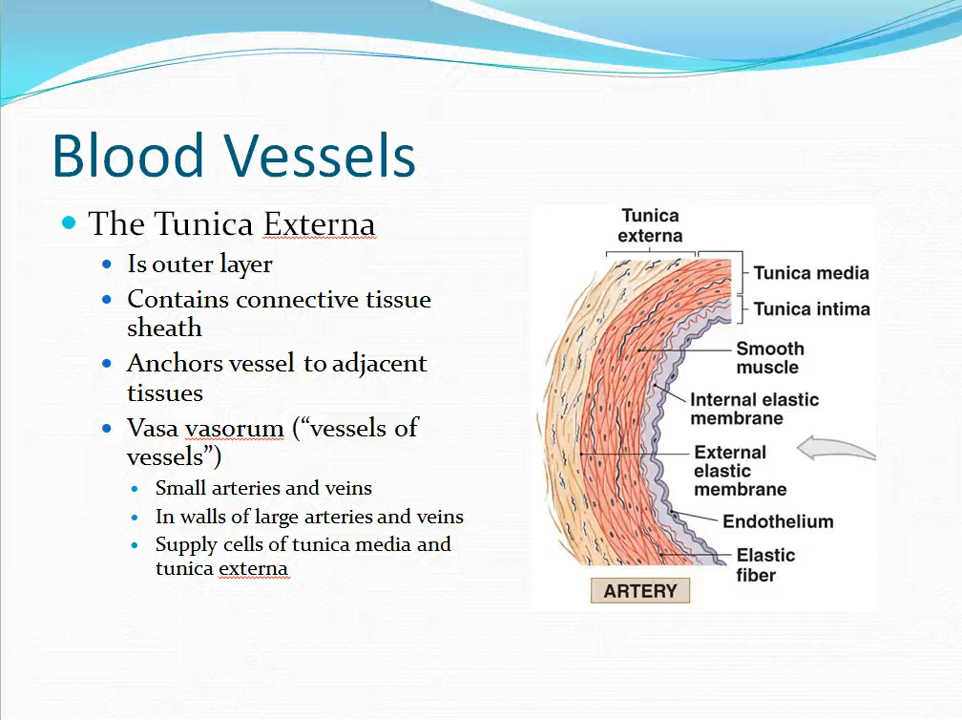 Blood Vessels
The Tunica Externa
Is outer layer
Contains connective tissue
sheath
Anchors vessel to adjacent
tissues
Vasa vasorum (“vessels of
vessels”)
Small arteries and veins
In walls of large arteries and veins
Supply cells of tunica media and
tunica externa
Tunica
externa
Tunica media
Tunica intima
Smooth
muscle
Internal elastic
membrane
External
elastic
membrane
Endothelium
Elastic
fiber
ARTERY